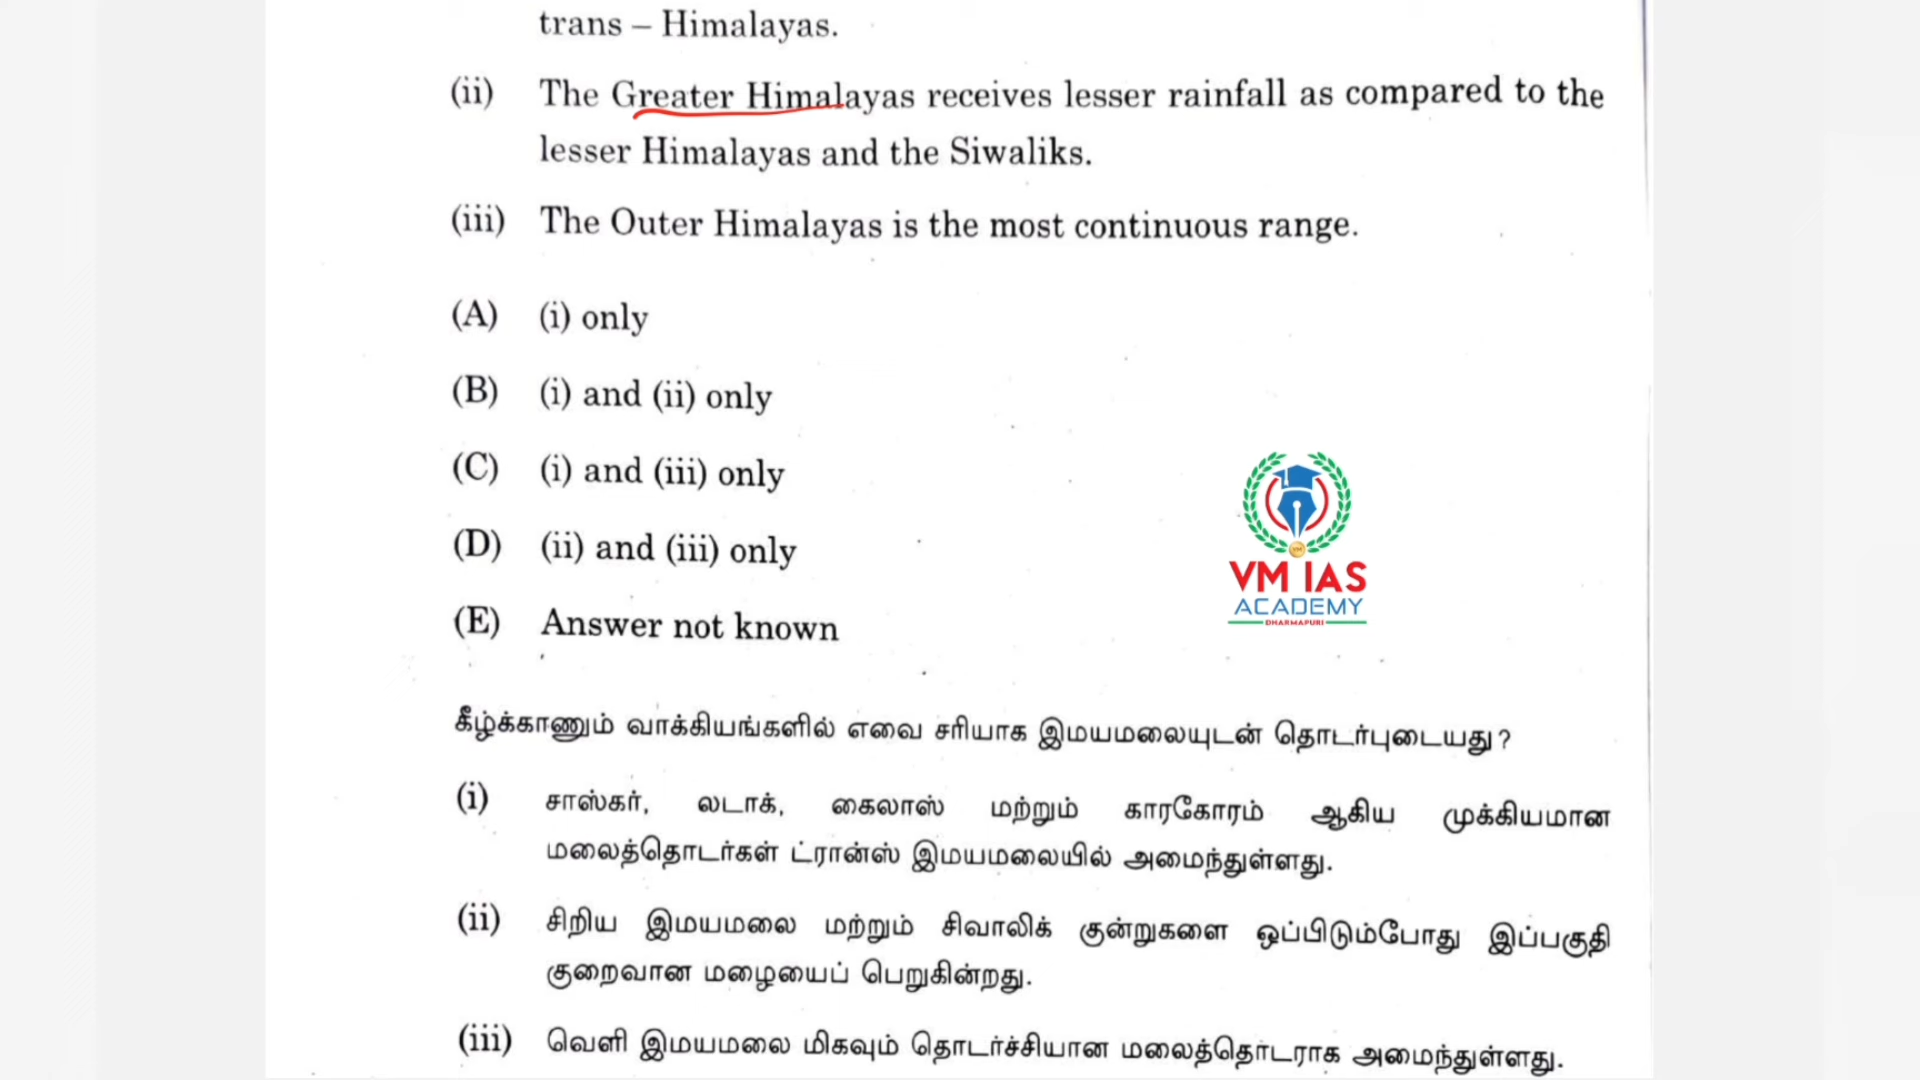 trans – Himalayas.
(ii) The Greater Himalayas receives lesser rainfall as compared to the
lesser Himalayas and the Siwaliks.
(iii) The Outer Himalayas is the most continuous range.
(A) (i) only
(B) (i) and (ii) only
(C) (i) and (iii) only
(D) (ii) and (iii) only
(E) Answer not known
VM IAS
ACADEMY
DHARMAPURI
கீழ்க்காணும் வாக்கியங்களில் எவை சரியாக இமயமலையுடன் தொடர்புடையது?
(i) சாஸ்கர், லடாக், கைலாஸ் மற்றும் காரகோரம் ஆகிய முக்கியமான
மலைத்தொடர்கள் ட்ரான்ஸ் இமயமலையில் அமைந்துள்ளது.
(ii) சிறிய இமயமலை மற்றும் சிவாலிக் குன்றுகளை ஒப்பிடும்போது இப்பகுதி
குறைவான மழையைப் பெறுகின்றது.
(iii) வெளி இமயமலை மிகவும் தொடர்ச்சியான மலைத்தொடராக அமைந்துள்ளது.